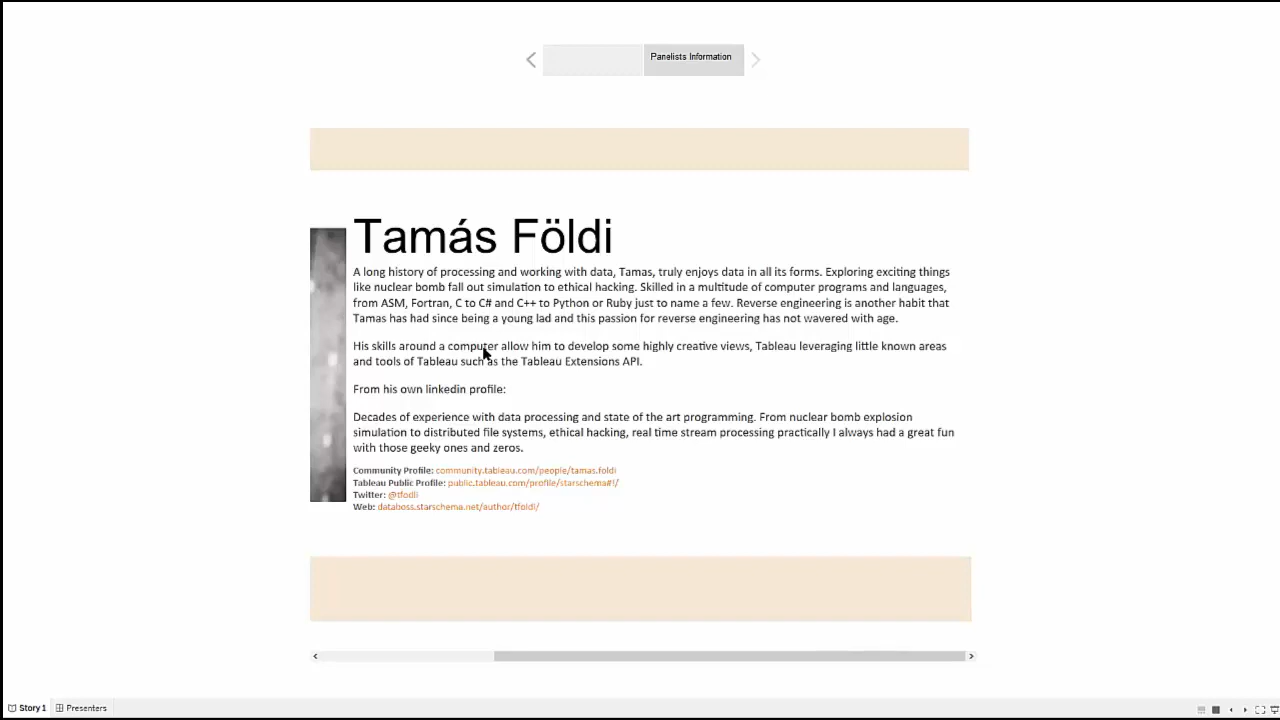 Panelists Information
Tamás Földi
A long history of processing and working with data, Tamas, truly enjoys data in all its forms. Exploring exciting things
like nuclear bomb fall out simulation to ethical hacking. Skilled in a multitude of computer programs and languages,
from ASM, Fortran, C to C# and C++ to Python or Ruby just to name a few. Reverse engineering is another habit that
Tamas has had since being a young lad and this passion for reverse engineering has not wavered with age.
His skills around a computer allow him to develop some highly creative views, Tableau leveraging little known areas
and tools of Tableau such as the Tableau Extensions API.
From his own linkedin profile:
Decades of experience with data processing and state of the art programming. From nuclear bomb explosion
simulation to distributed file systems, ethical hacking, real time stream processing practically I always had a great fun
with those geeky ones and zeros.
Community Profile: community.tableau.com/people/tamas.foldi
Tableau Public Profile: public.tableau.com/profile/starschema#!/
Twitter: @tfodli
Web: databoss.starschema.net/author/tfoldi/
Story 1 Presenters